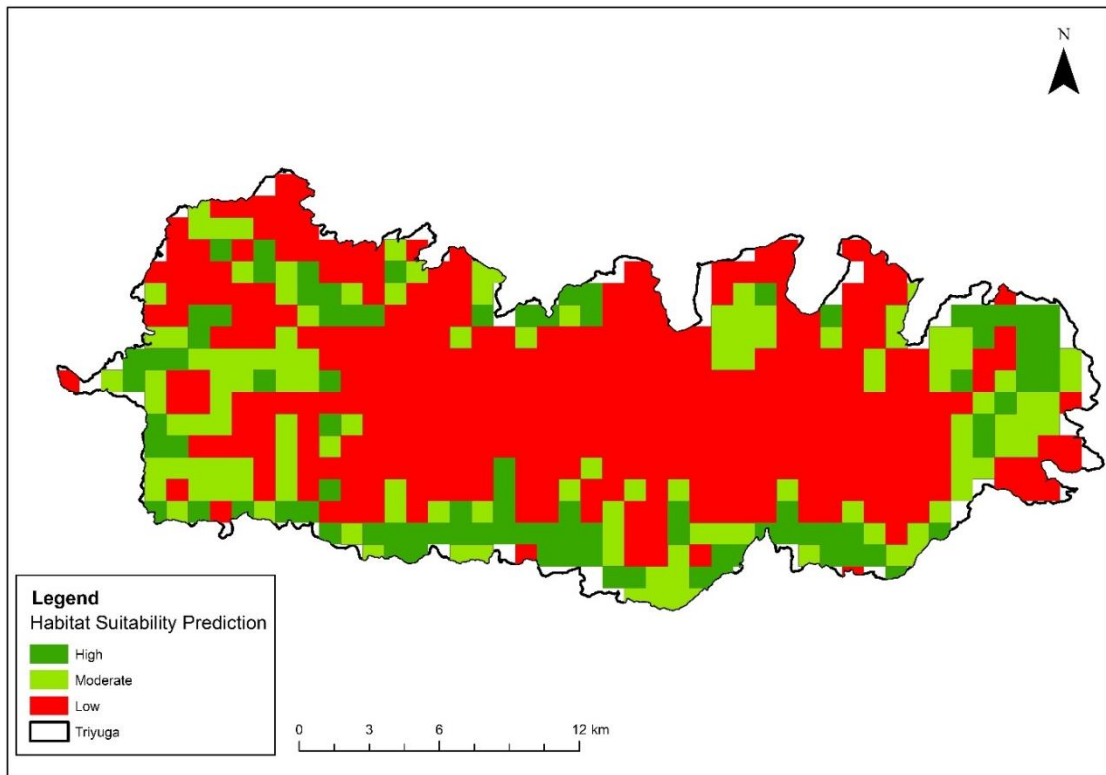 N
Legend
Habitat Suitability Prediction
High
Moderate
Low
Triyuga
0 3 6 12 km